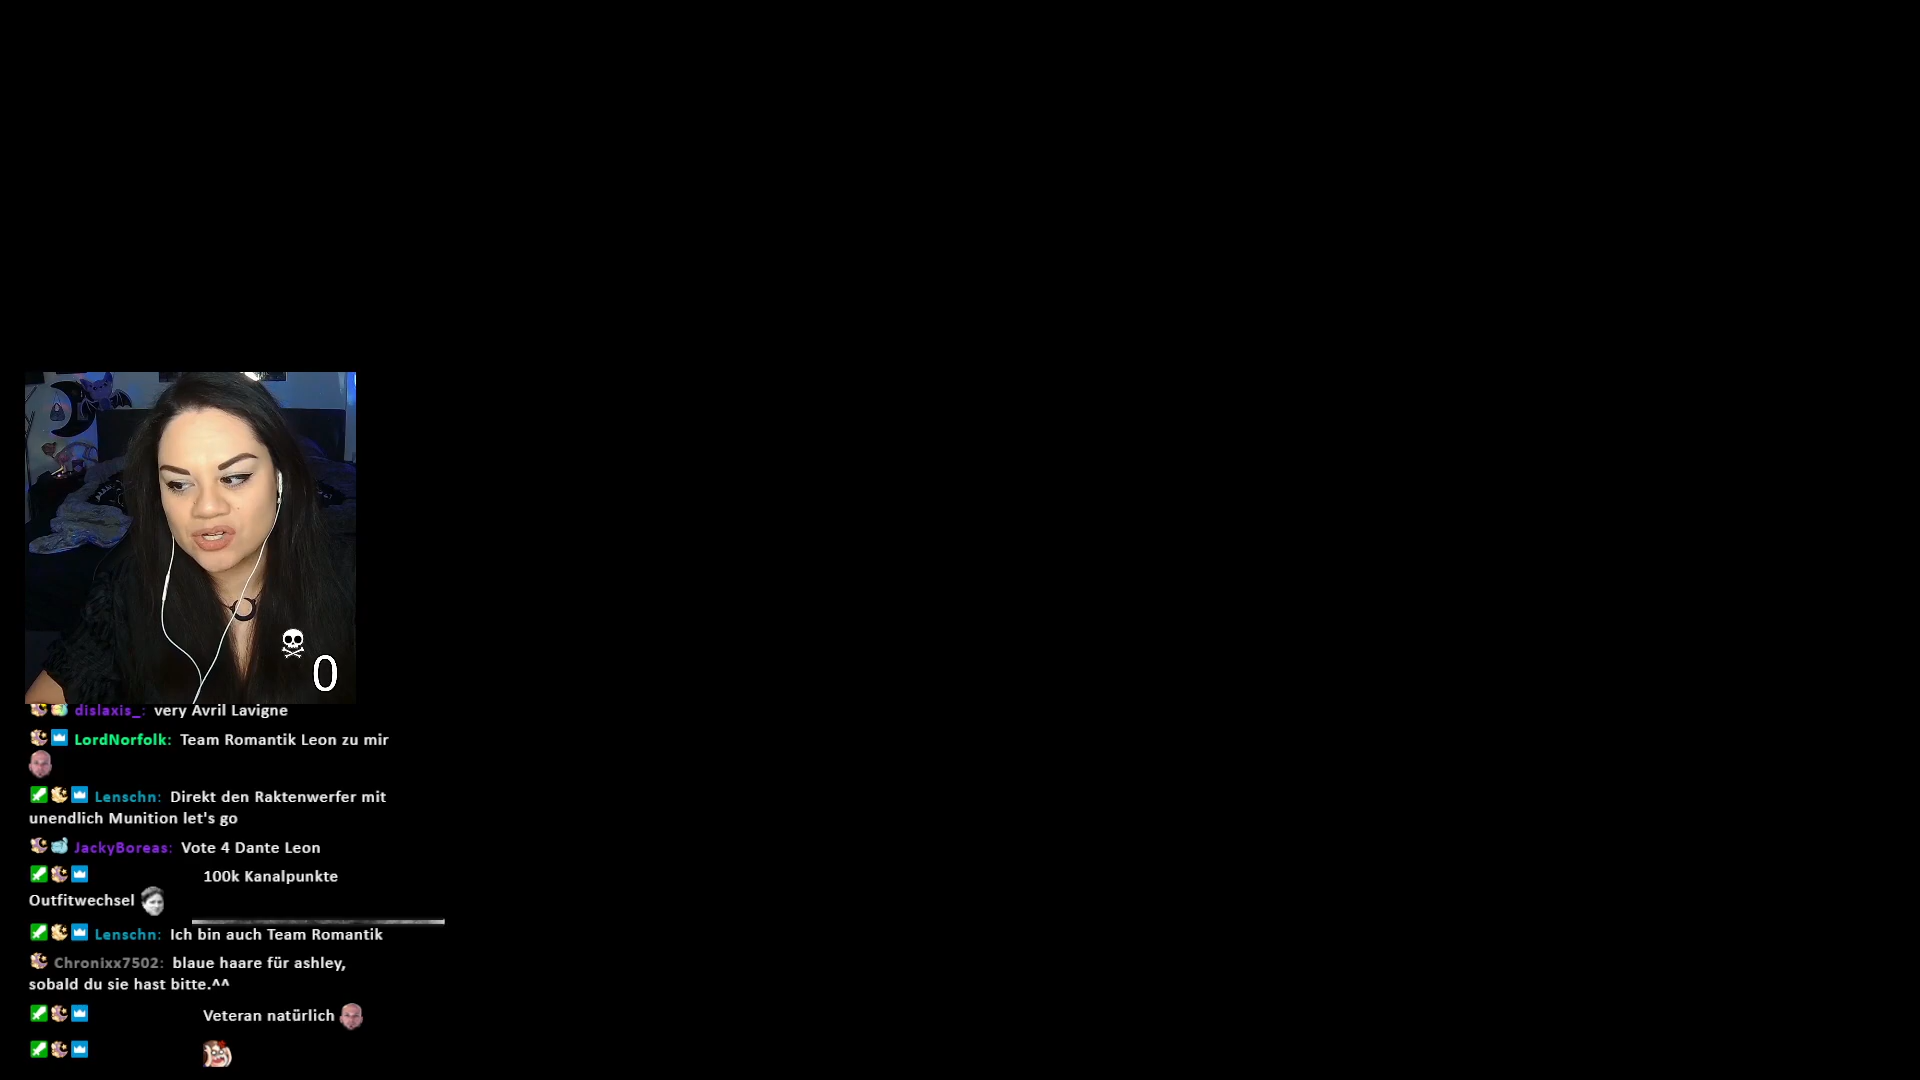 0
dislaxis_: very Avril Lavigne
LordNorfolk: Team Romantik Leon zu mir
Lenschn: Direkt den Raktenwerfer mit
unendlich Munition let's go
JackyBoreas: Vote 4 Dante Leon
100k Kanalpunkte
Outfitwechsel
Lenschn: Ich bin auch Team Romantik
Chronixx7502: blaue haare für ashley,
sobald du sie hast bitte.^^
Veteran natürlich